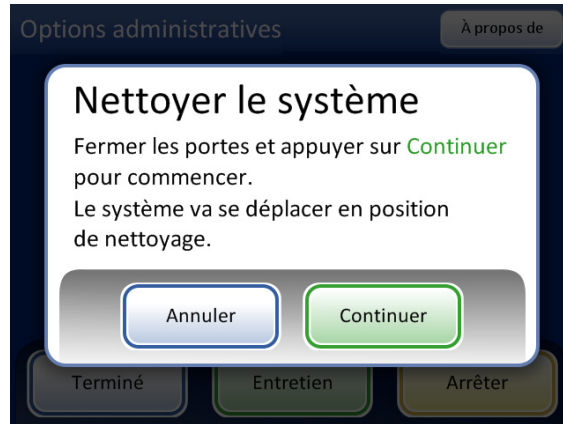 Options administratives
À propos de
Nettoyer le système
Fermer les portes et appuyer sur Continuer
pour commencer.
Le système va se déplacer en position
de nettoyage.
Annuler
Continuer
Terminé
Entretien
Arrêter